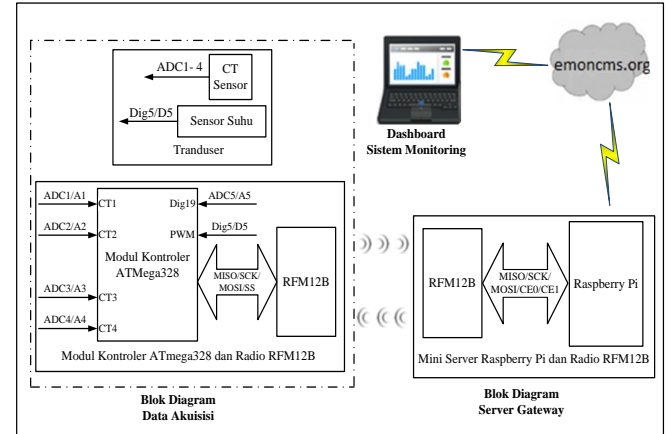 ADC1- 4
CT
Sensor
Dig5/D5
Sensor Suhu
Tranduser
Dashboard
Sistem Monitoring
emoncms.org
ADC1/A1
CT1
Dig19
ADC5/A5
ADC2/A2
CT2
PWM
Dig5/D5
Modul Kontroler
ATMega328
MISO/SCK/
MOSI/SS
RFM12B
ADC3/A3
CT3
ADC4/A4
CT4
Modul Kontroler ATmega328 dan Radio RFM12B
RFM12B
MISO/SCK/
MOSI/CE0/CE1
Raspberry Pi
Mini Server Raspberry Pi dan Radio RFM12B
Blok Diagram
Data Akuisisi
Blok Diagram
Server Gateway